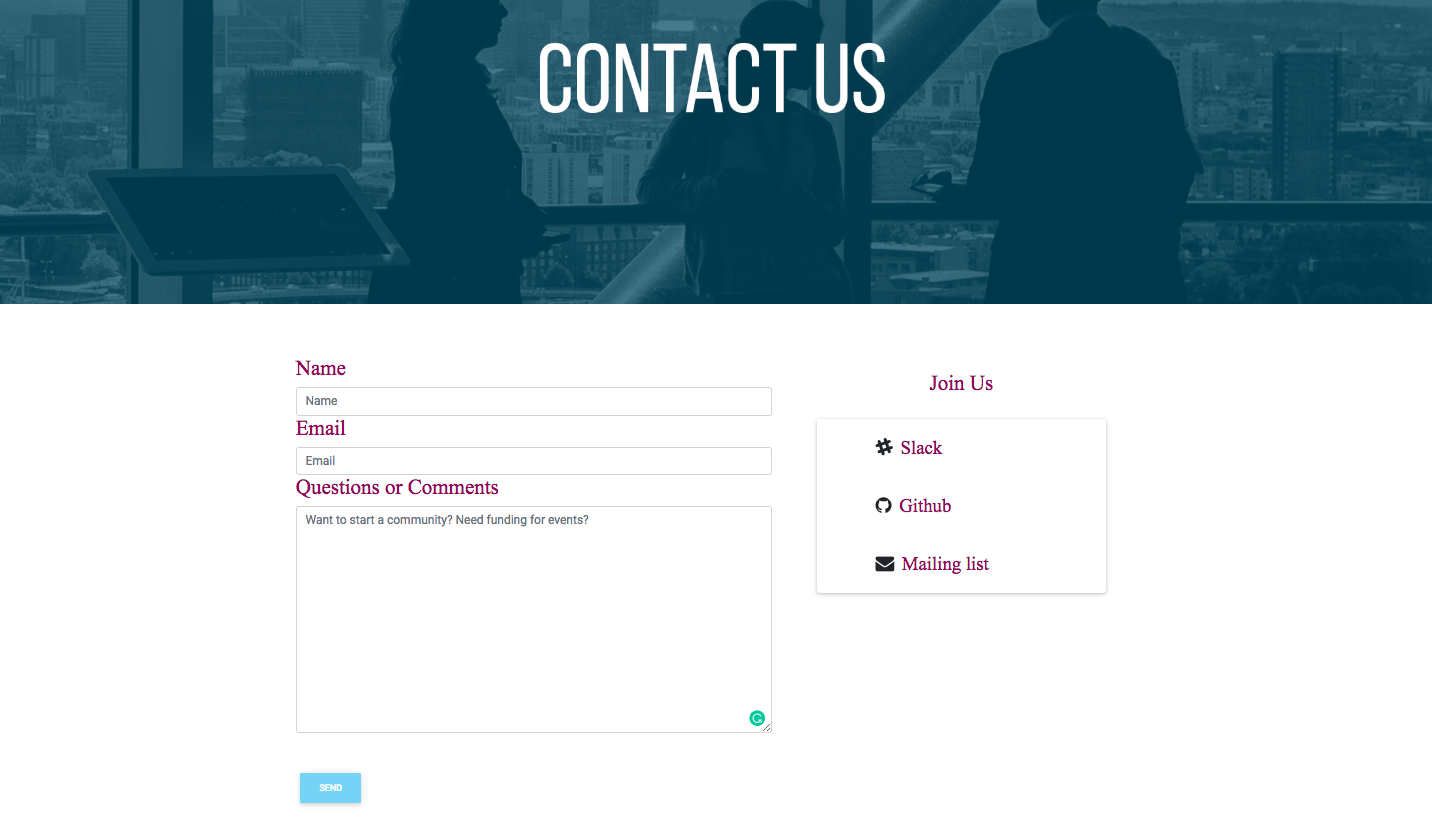 CONTACT US
Name
Name
Email
Email
Questions or Comments
Want to start a community? Need funding for events?
SEND
Join Us
Slack
Github
Mailing list